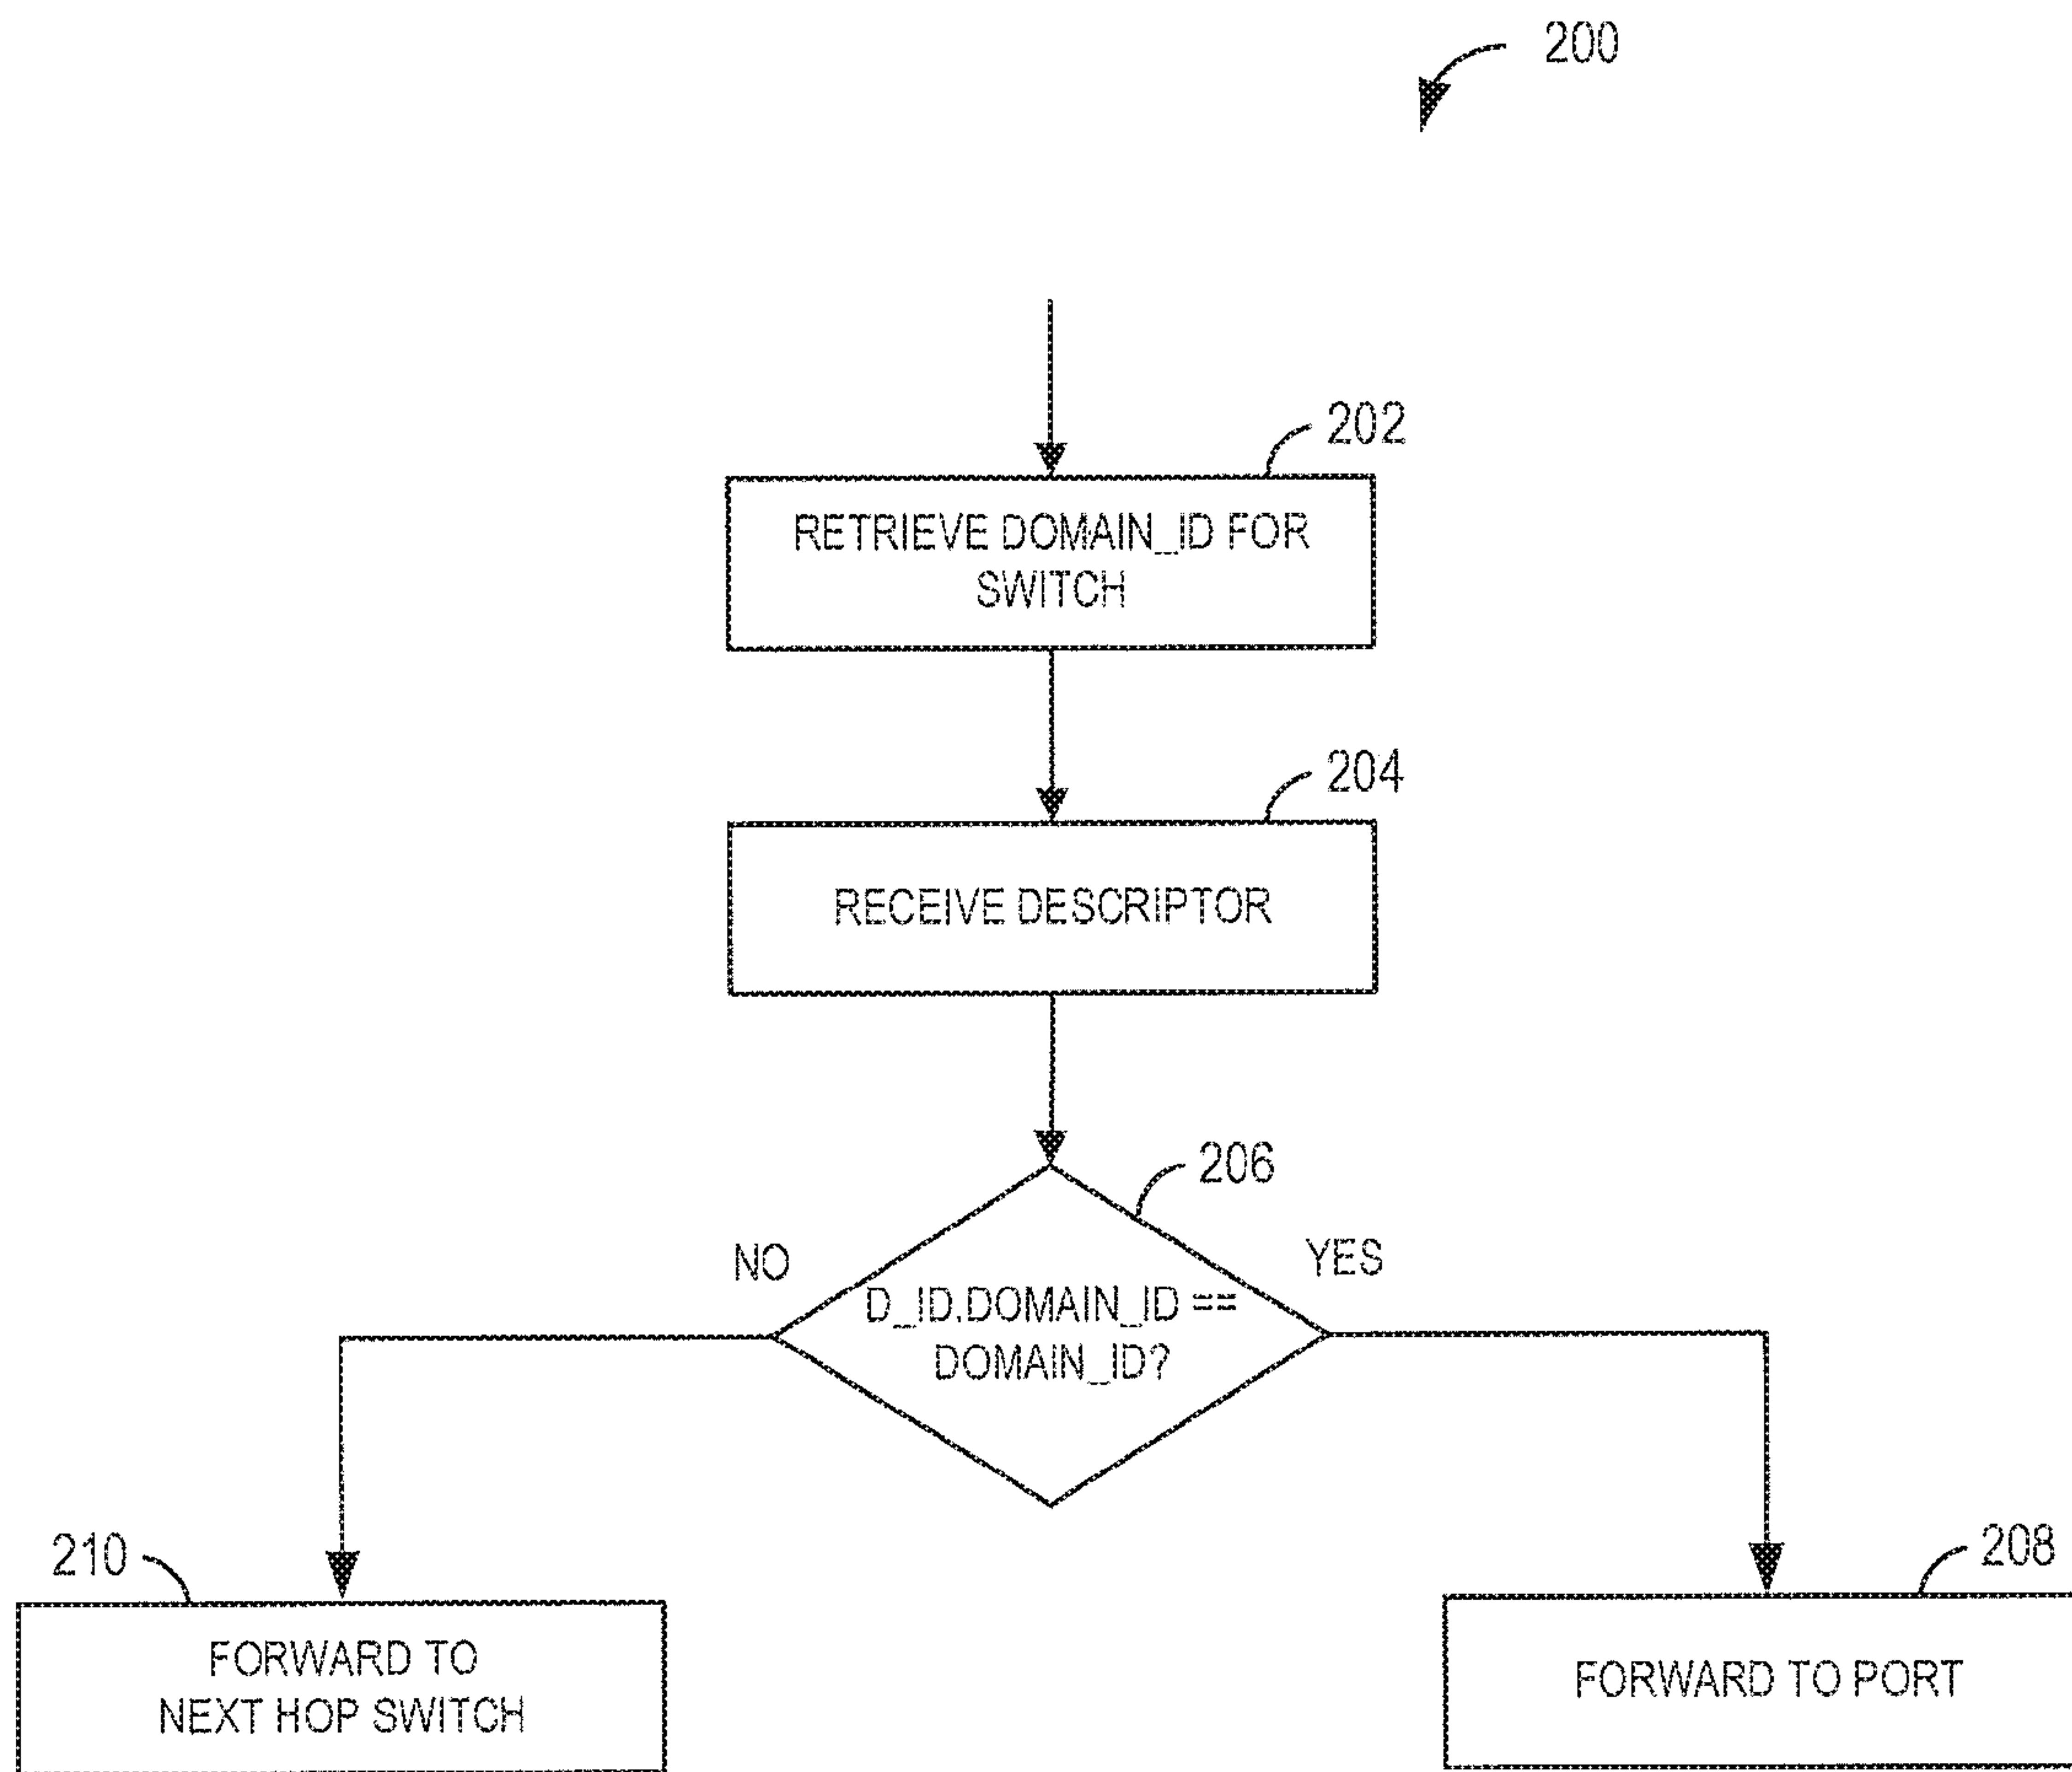 200
202
RETRIEVE DOMAIN_ID FOR
SWITCH
204
RECEIVE DESCRIPTOR
206
NO
YES
D_ID.DOMAIN_ID ==
DOMAIN_ID?
210
208
FORWARD TO
NEXT HOP SWITCH
FORWARD TO PORT